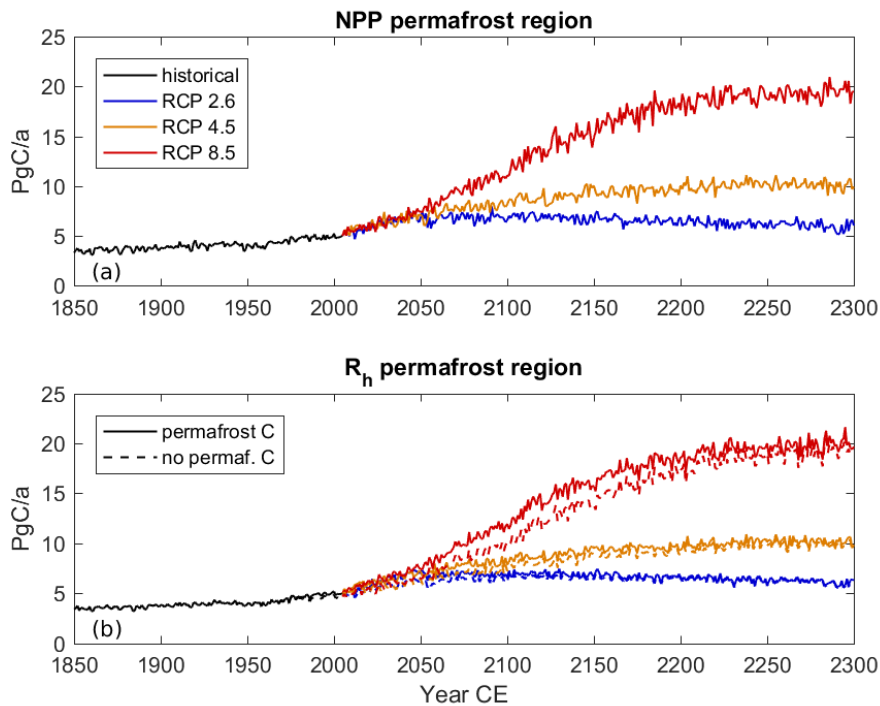 NPP permafrost region
25
20
15
10
5
0
PgC/a
historical
RCP 2.6
RCP 4.5
RCP 8.5
(a)
1850 1900 1950 2000 2050 2100 2150 2200 2250 2300
R_h permafrost region
25
20
15
10
5
0
PgC/a
permafrost C
no permaf. C
(b)
1850 1900 1950 2000 2050 2100 2150 2200 2250 2300
Year CE